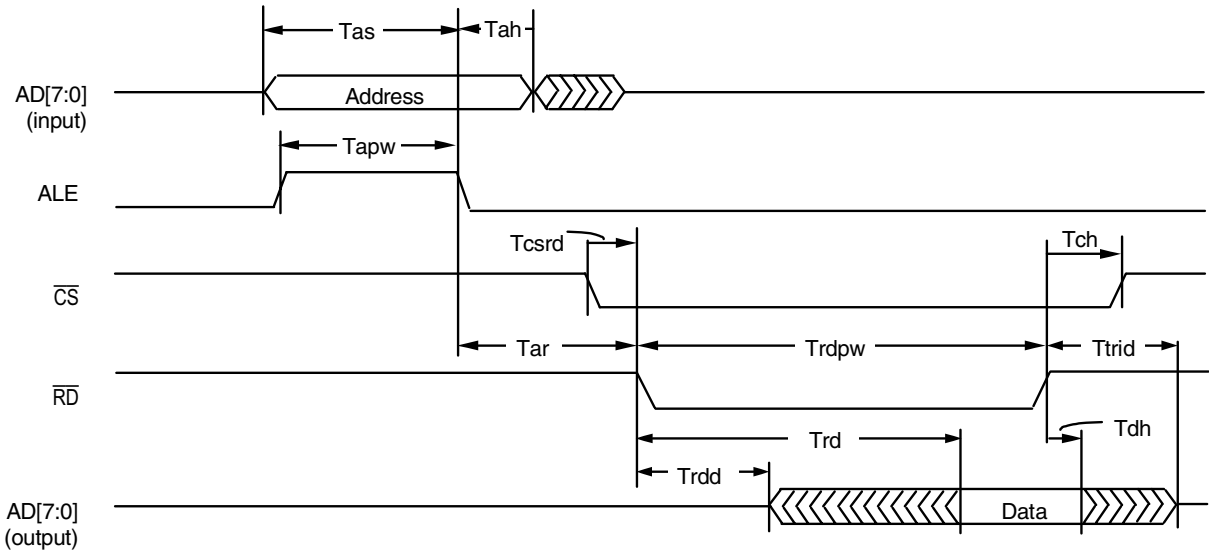 Tas
Tah
AD[7:0]
(input)
Address
Tapw
ALE
Tcsrd
Tch
CS
Tar
Trdpw
Ttrid
RD
Trd
Tdh
Trdd
AD[7:0]
(output)
Data